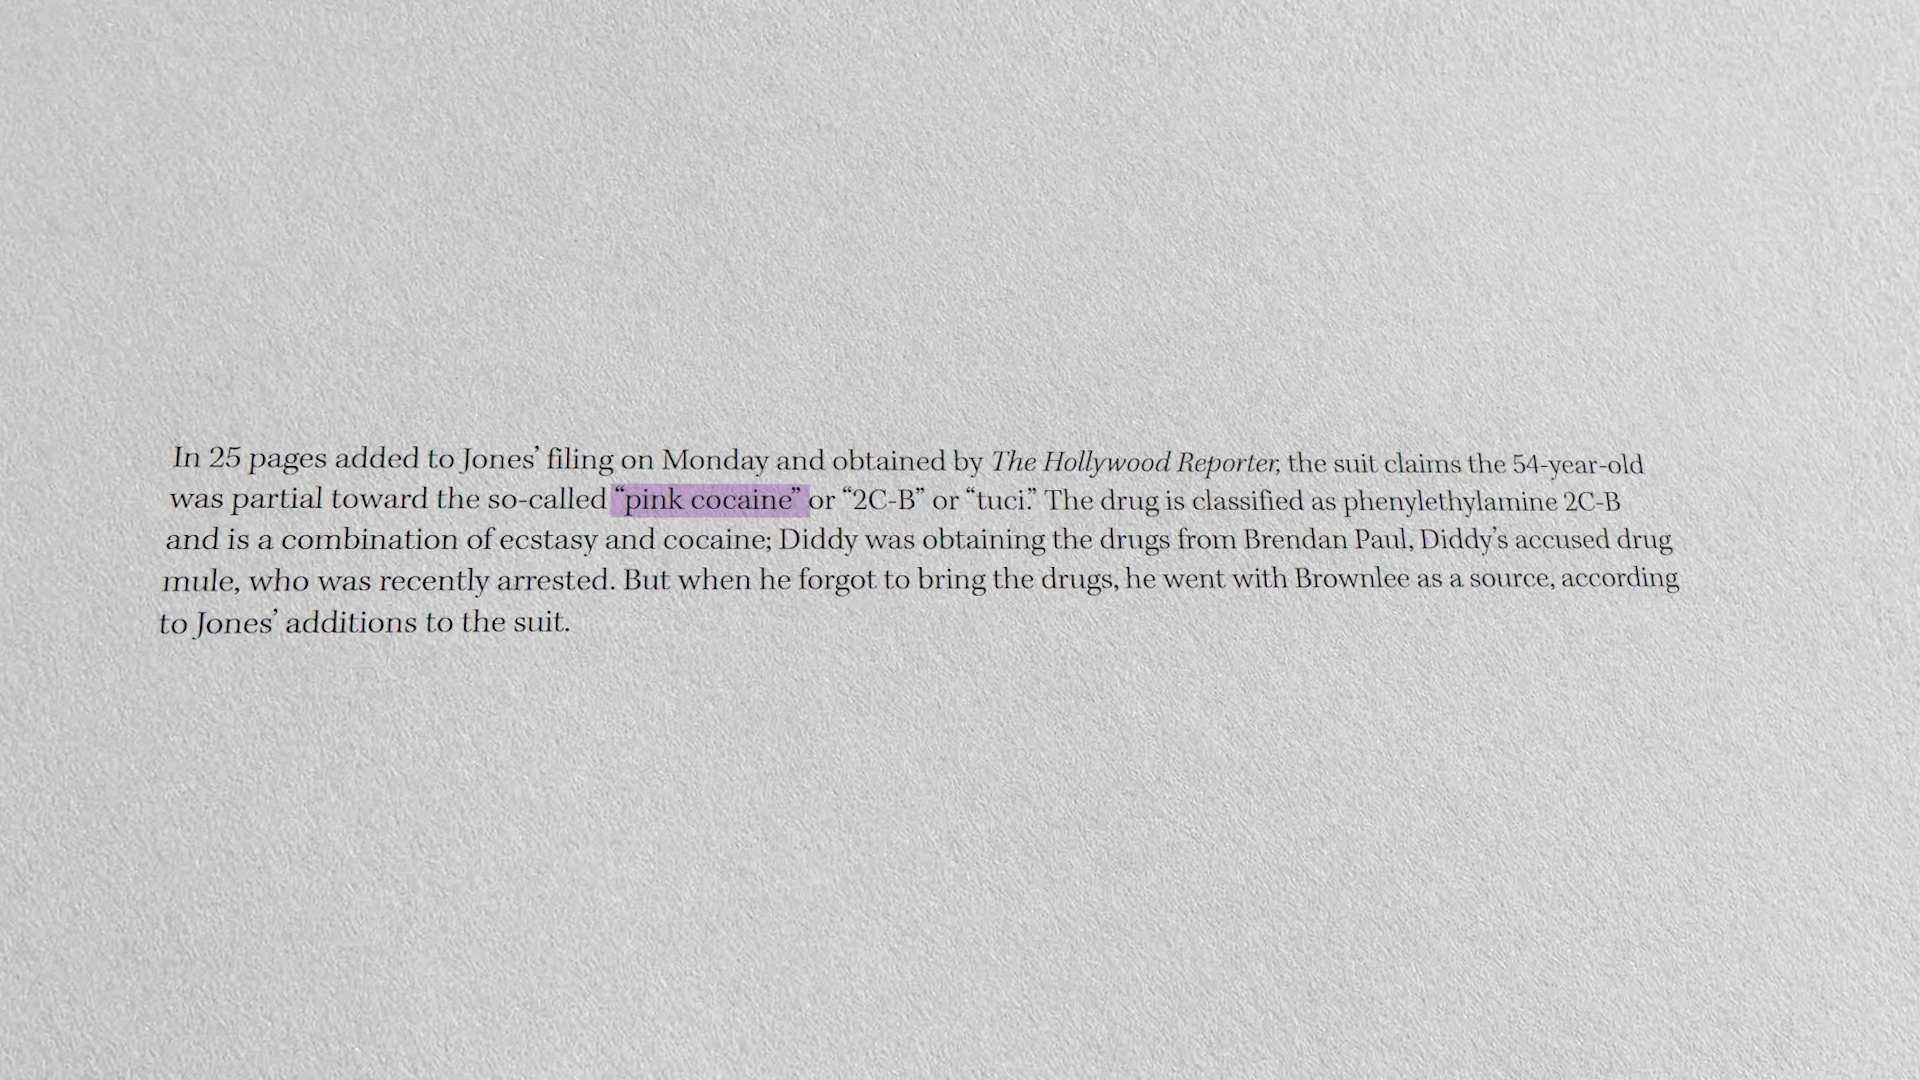 In 25 pages added to Jones’ filing on Monday and obtained by The Hollywood Reporter, the suit claims the 54-year-old
was partial toward the so-called “pink cocaine” or “2C-B” or “tuci.” The drug is classified as phenylethylamine 2C-B
and is a combination of ecstasy and cocaine; Diddy was obtaining the drugs from Brendan Paul, Diddy’s accused drug
mule, who was recently arrested. But when he forgot to bring the drugs, he went with Brownlee as a source, according
to Jones’ additions to the suit.